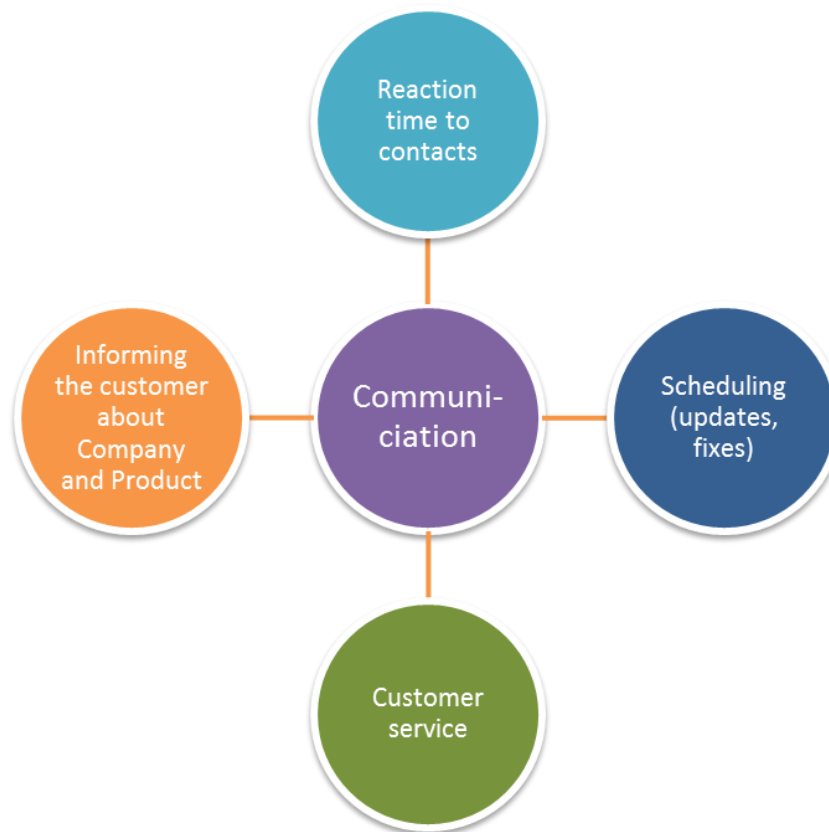 Reaction
time to
contacts
Informing
the customer
about
Company
and Product
Communi-
ciation
Scheduling
(updates,
fixes)
Customer
service